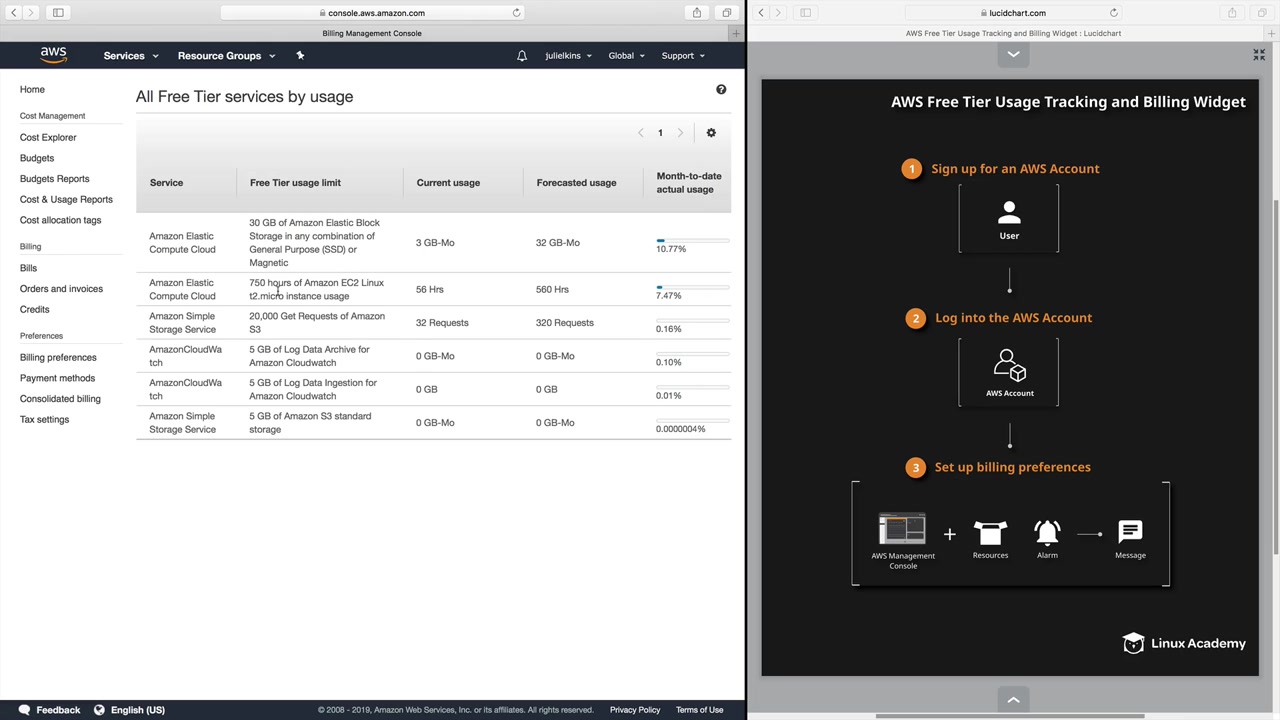 console.aws.amazon.com
Billing Management Console
aws
Services
Resource Groups
julielkins
Global
Support
Home
Cost Management
Cost Explorer
Budgets
Budgets Reports
Cost & Usage Reports
Cost allocation tags
Billing
Bills
Orders and invoices
Credits
Preferences
Billing preferences
Payment methods
Consolidated billing
Tax settings
All Free Tier services by usage
?
1
Service
Free Tier usage limit
Current usage
Forecasted usage
Month-to-date
actual usage
Amazon Elastic
Compute Cloud
30 GB of Amazon Elastic Block
Storage in any combination of
General Purpose (SSD) or
Magnetic
3 GB-Mo
32 GB-Mo
10.77%
Amazon Elastic
Compute Cloud
750 hours of Amazon EC2 Linux
t2.micro instance usage
56 Hrs
560 Hrs
7.47%
Amazon Simple
Storage Service
20,000 Get Requests of Amazon
S3
32 Requests
320 Requests
0.16%
AmazonCloudWa
tch
5 GB of Log Data Archive for
Amazon Cloudwatch
0 GB-Mo
0 GB-Mo
0.10%
AmazonCloudWa
tch
5 GB of Log Data Ingestion for
Amazon Cloudwatch
0 GB
0 GB
0.01%
Amazon Simple
Storage Service
5 GB of Amazon S3 standard
storage
0 GB-Mo
0 GB-Mo
0.0000004%
Feedback
English (US)
© 2008 - 2019, Amazon Web Services, Inc. or its affiliates. All rights reserved.
Privacy Policy
Terms of Use
lucidchart.com
AWS Free Tier Usage Tracking and Billing Widget : Lucidchart
AWS Free Tier Usage Tracking and Billing Widget
1 Sign up for an AWS Account
User
2 Log into the AWS Account
AWS Account
3 Set up billing preferences
AWS Management
Console
+
Resources
Alarm
Message
Linux Academy